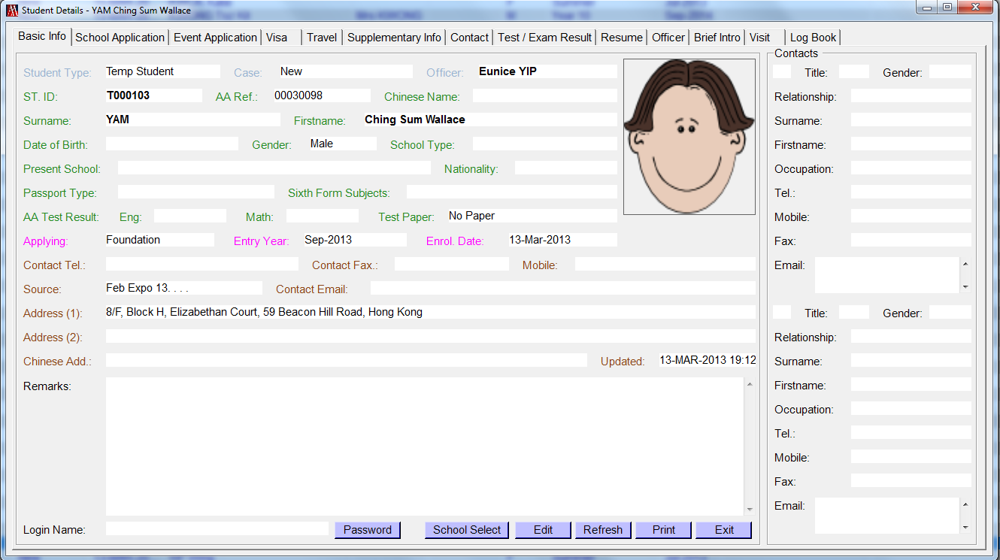 Student Details - YAM Ching Sum Wallace
Basic Info School Application Event Application Visa Travel Supplementary Info Contact Test / Exam Result Resume Officer Brief Intro Visit Log Book
Student Type: Temp Student Case: New Officer: Eunice YIP
ST. ID: T000103 AA Ref.: 00030098 Chinese Name:
Surname: YAM Firstname: Ching Sum Wallace
Date of Birth: Gender: Male School Type:
Present School: Nationality:
Passport Type: Sixth Form Subjects:
AA Test Result: Eng: Math: Test Paper: No Paper
Applying: Foundation Entry Year: Sep-2013 Enrol. Date: 13-Mar-2013
Contact Tel.: Contact Fax.: Mobile:
Source: Feb Expo 13. . . . Contact Email:
Address (1): 8/F, Block H, Elizabethan Court, 59 Beacon Hill Road, Hong Kong
Address (2):
Chinese Add.: Updated: 13-MAR-2013 19:12
Remarks:
Login Name: Password School Select Edit Refresh Print Exit
Contacts
Title: Gender:
Relationship:
Surname:
Firstname:
Occupation:
Tel.:
Mobile:
Fax:
Email:
Title: Gender:
Relationship:
Surname:
Firstname:
Occupation:
Tel.:
Mobile:
Fax:
Email: